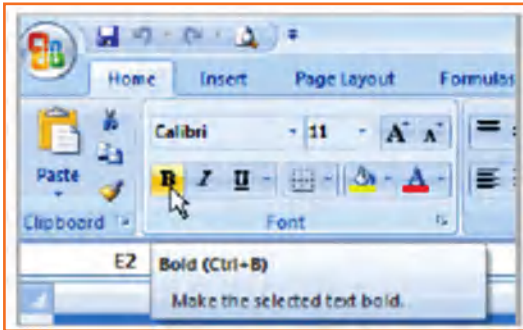 Home Insert Page Layout Formulas
Calibri 11 A A
Paste B I U A
Clipboard Font
E2 Bold (Ctrl+B)
Make the selected text bold.